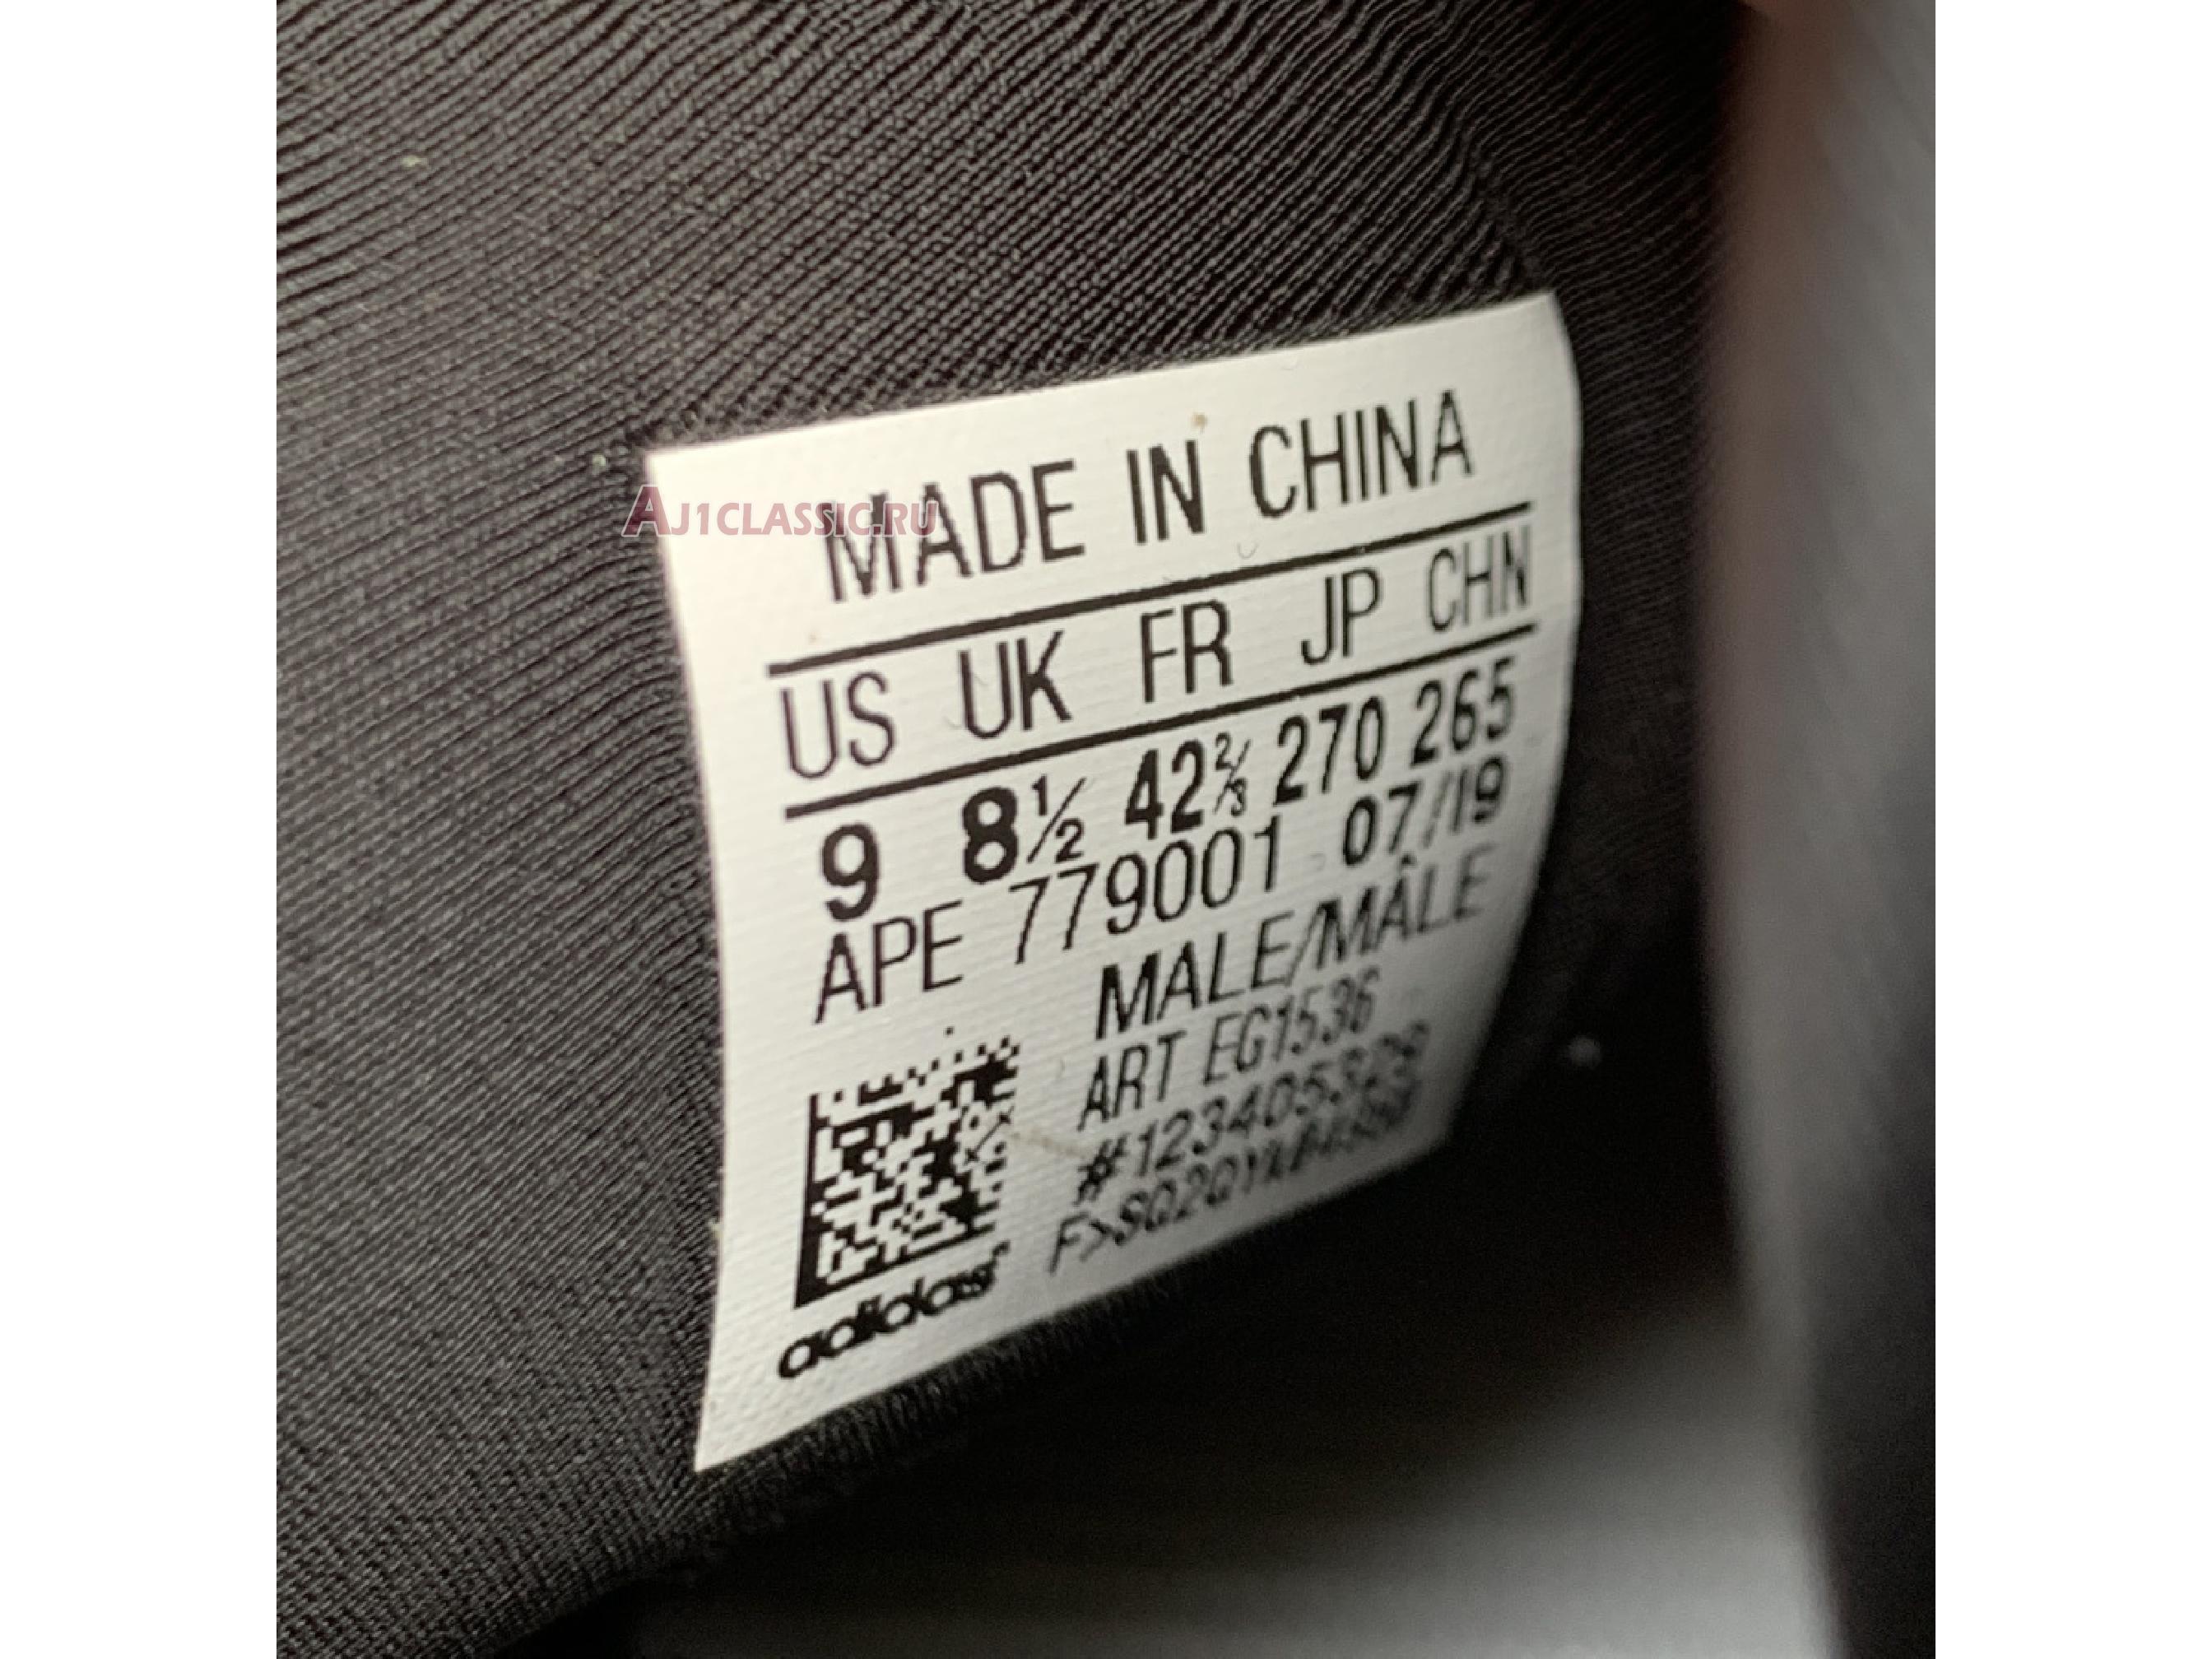 MADE IN CHINA
AJ1CLASSIC.RU
US UK FR JP CHN
9 8½ 42⅔ 270 265
APE 779001 07/19
MALE/MÂLE
ART EG1536
#1234053298
adidas